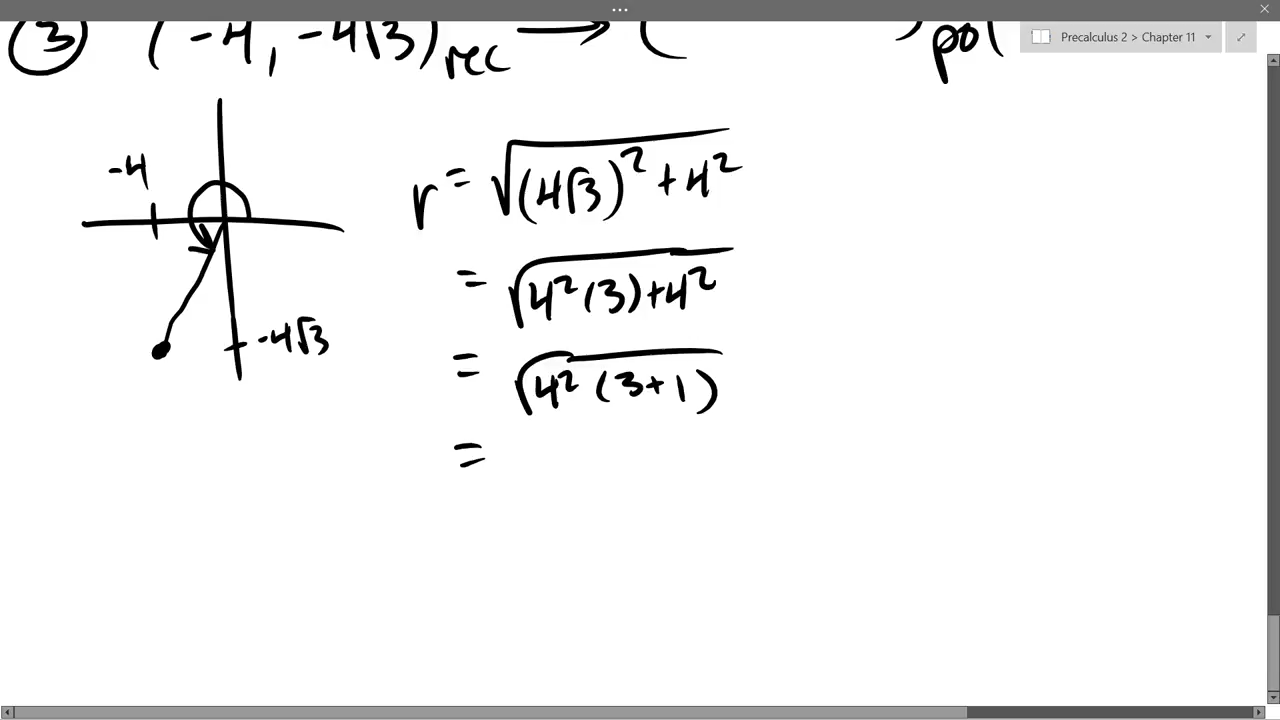 ...
Precalculus 2 > Chapter 11
③ (-4, -4√3)rec → ( )pol
-4
-4√3
r = √((4√3)² + 4²)
= √(4²(3) + 4²)
= √(4²(3+1))
=